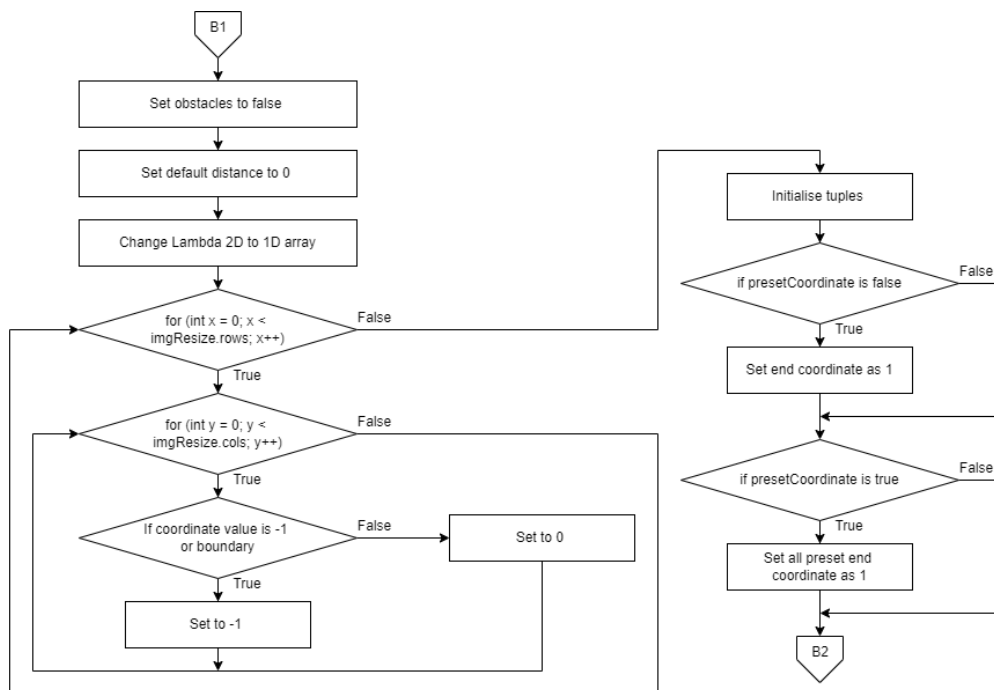 B1
Set obstacles to false
Set default distance to 0
Change Lambda 2D to 1D array
for (int x = 0; x <
imgResize.rows; x++)
False
True
for (int y = 0; y <
imgResize.cols; y++)
False
True
If coordinate value is -1
or boundary
False
Set to 0
True
Set to -1
Initialise tuples
if presetCoordinate is false
False
True
Set end coordinate as 1
if presetCoordinate is true
False
True
Set all preset end
coordinate as 1
B2